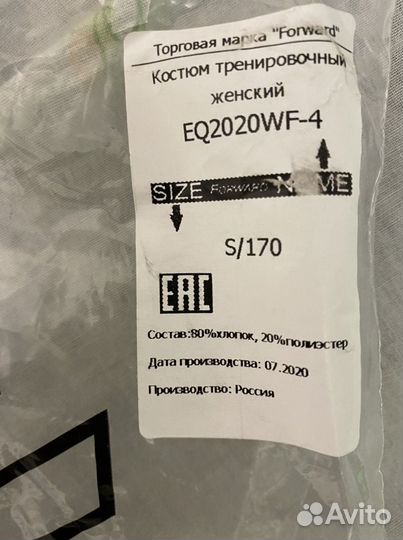 Торговая марка "Forward"
Костюм тренировочный
женский
EQ2020WF-4
SIZE FORWARD NAME
S/170
EAC
Состав:80%хлопок, 20%полиэстер
Дата производства: 07.2020
Производство: Россия
Avito